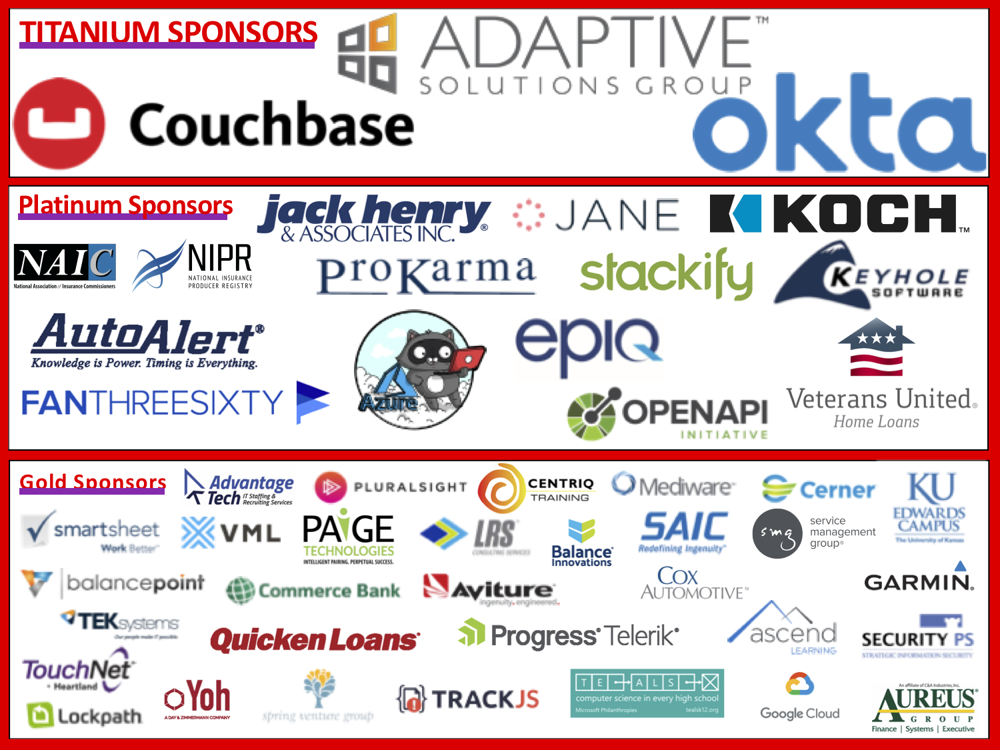 TITANIUM SPONSORS
ADAPTIVE™
SOLUTIONS GROUP
Couchbase
okta
Platinum Sponsors
jack henry®
& ASSOCIATES INC.
JANE
KOCH™
NAIC
National Association of Insurance Commissioners
NIPR
NATIONAL INSURANCE
PRODUCER REGISTRY
ProKarma
stackify
KEYHOLE
SOFTWARE
AutoAlert®
Knowledge is Power. Timing is Everything.
Azure
epiq
Veterans United®
Home Loans
FANTHREESIXTY
OPENAPI
INITIATIVE
Gold Sponsors
Advantage
Tech IT Staffing &
Recruiting Services
PLURALSIGHT
CENTRIQ
TRAINING
Mediware
Cerner
KU
EDWARDS
CAMPUS
The University of Kansas
smartsheet
Work Better™
VML
PAIGE
TECHNOLOGIES
INTELLIGENT PAIRING. PERPETUAL SUCCESS.
LRS
CONSULTING SERVICES
Balance
Innovations
SAIC
Redefining Ingenuity™
smg
service
management
group®
balancepoint
Commerce Bank
Aviture
ingenuity. engineered.
COX
AUTOMOTIVE™
GARMIN®
TEKsystems
Our people make IT possible.
Quicken Loans
Progress Telerik
ascend
LEARNING
SECURITY PS
STRATEGIC INFORMATION SECURITY
TouchNet™
Heartland
Lockpath
Yoh
A DAY & ZIMMERMANN COMPANY
spring venture group
TRACKJS
TEALS
computer science in every high school
Microsoft Philanthropies
tealsk12.org
Google Cloud
An affiliate of C&A Industries, Inc.
AUREUS®
GROUP
Finance | Systems | Executive